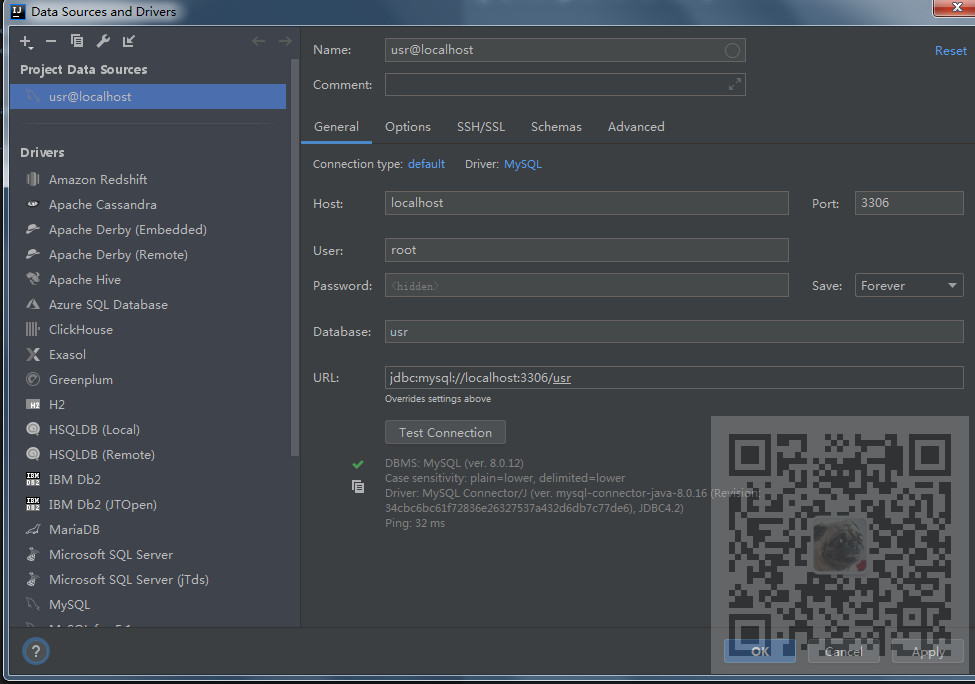 Data Sources and Drivers
Project Data Sources
usr@localhost
Drivers
Amazon Redshift
Apache Cassandra
Apache Derby (Embedded)
Apache Derby (Remote)
Apache Hive
Azure SQL Database
ClickHouse
Exasol
Greenplum
H2
HSQLDB (Local)
HSQLDB (Remote)
IBM Db2
IBM Db2 (JTOpen)
MariaDB
Microsoft SQL Server
Microsoft SQL Server (jTds)
MySQL
Name: usr@localhost Reset
Comment:
General Options SSH/SSL Schemas Advanced
Connection type: default Driver: MySQL
Host: localhost Port: 3306
User: root
Password: <hidden> Save: Forever
Database: usr
URL: jdbc:mysql://localhost:3306/usr
Overrides settings above
Test Connection
DBMS: MySQL (ver. 8.0.12)
Case sensitivity: plain=lower, delimited=lower
Driver: MySQL Connector/J (ver. mysql-connector-java-8.0.16 (Revision:
34cbc6bc61f72836e26327537a432d6db7c77de6), JDBC4.2)
Ping: 32 ms
? OK Cancel Apply